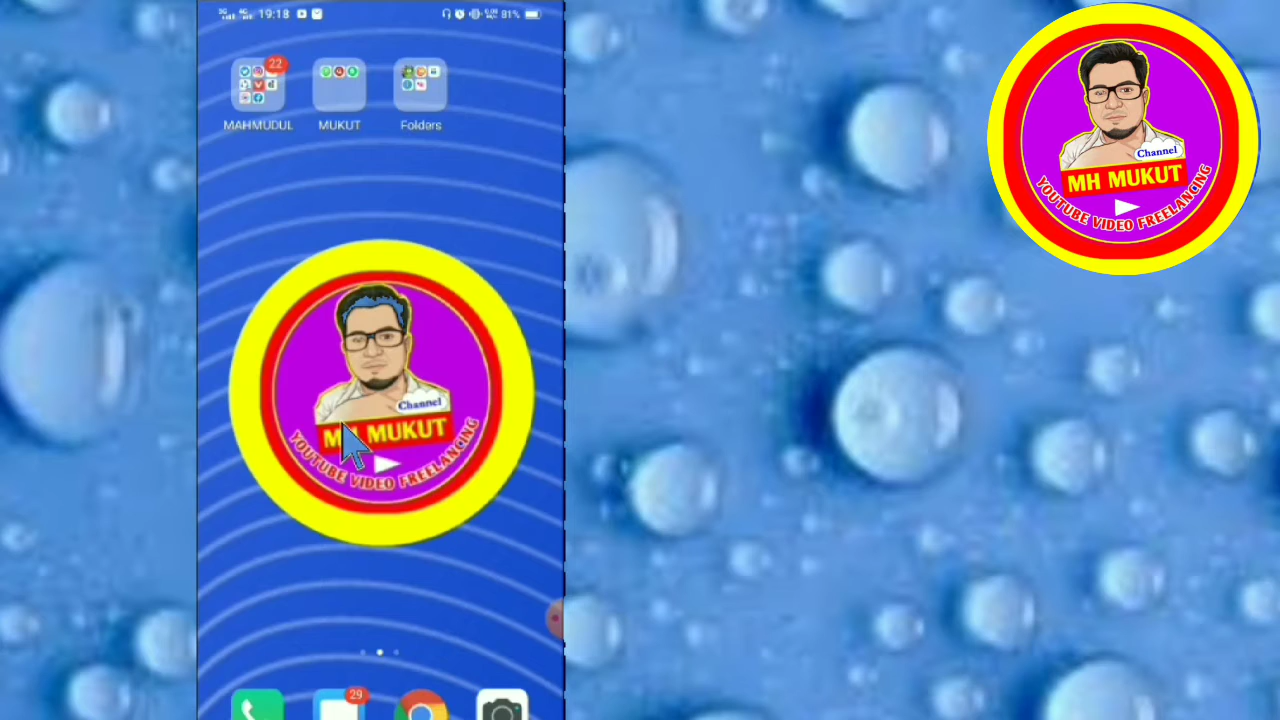 19:18
81%
22
MAHMUDUL
MUKUT
Folders
Channel
MH MUKUT
YOUTUBE VIDEO FREELANCING
29
Channel
MH MUKUT
YOUTUBE VIDEO FREELANCING